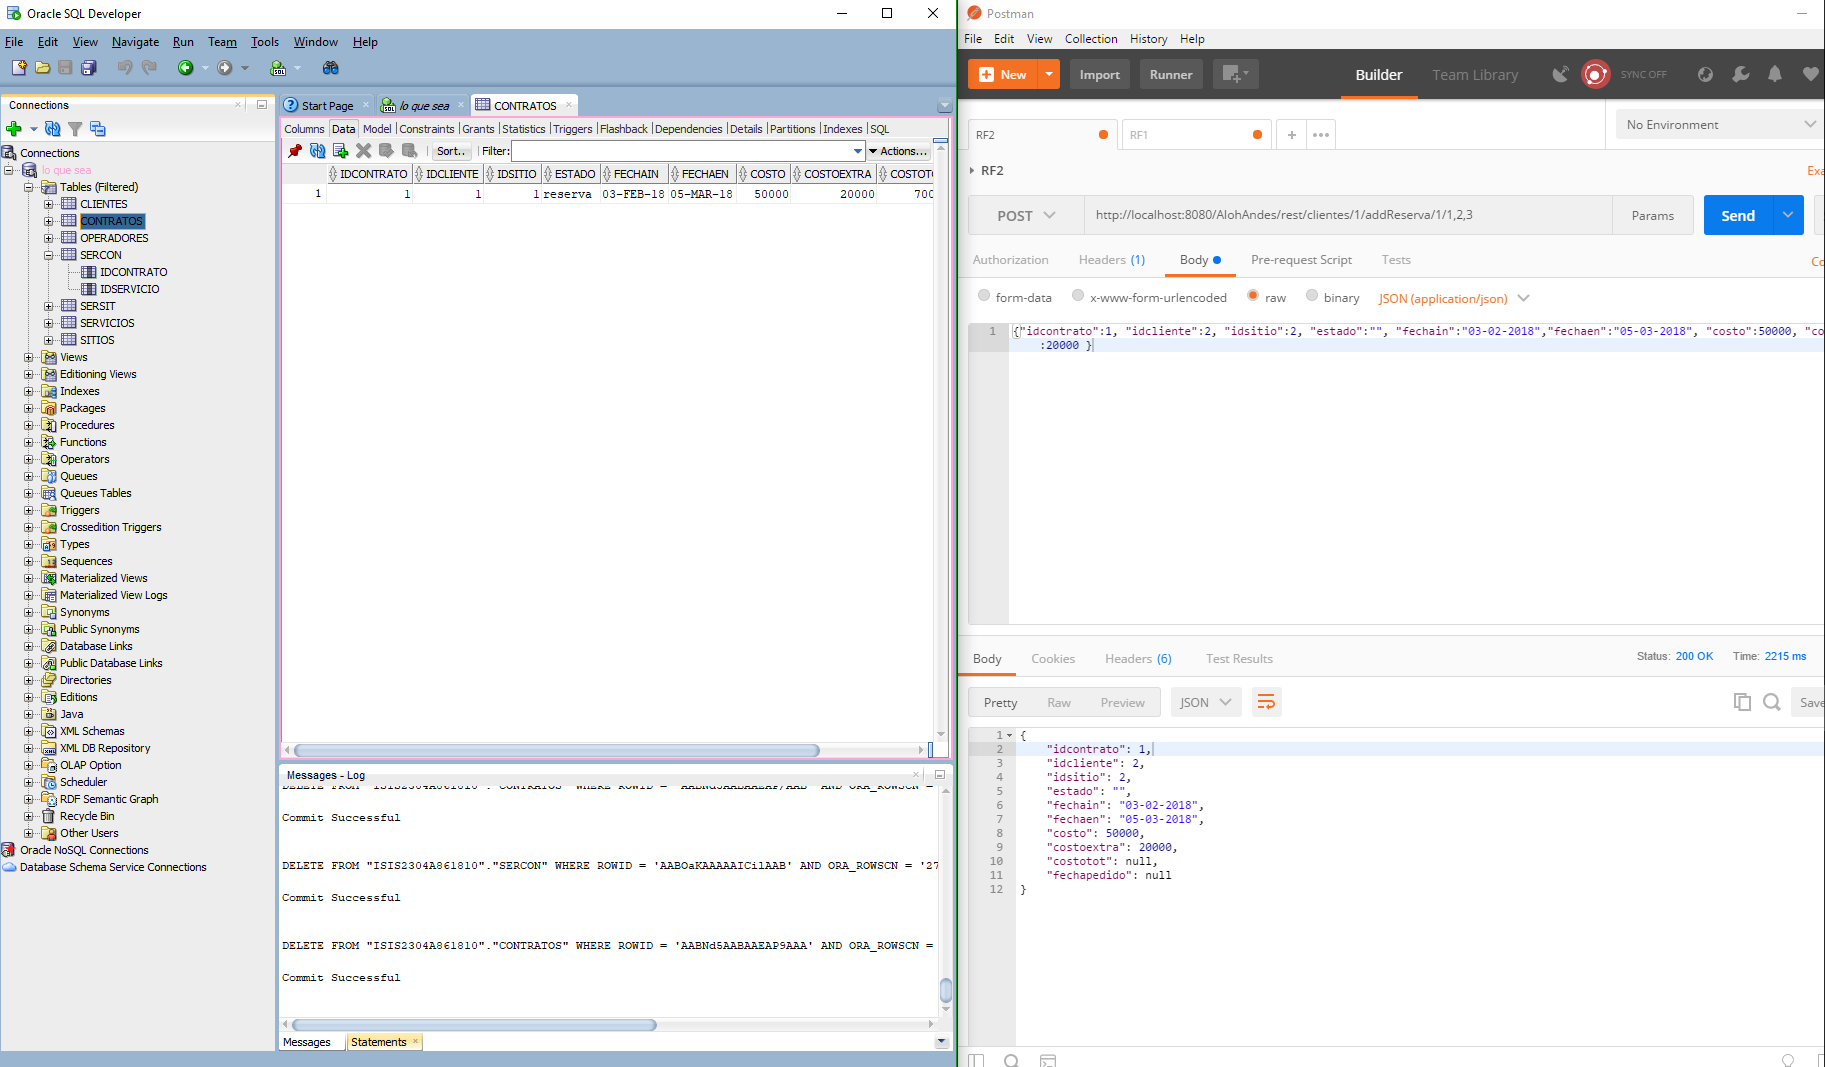 Oracle SQL Developer
File Edit View Navigate Run Team Tools Window Help
Connections
Connections
lo que sea
Tables (Filtered)
CLIENTES
CONTRATOS
OPERADORES
SERCON
IDCONTRATO
IDSERVICIO
SERSIT
SERVICIOS
SITIOS
Views
Editioning Views
Indexes
Packages
Procedures
Functions
Operators
Queues
Queues Tables
Triggers
Crossedition Triggers
Types
Sequences
Materialized Views
Materialized View Logs
Synonyms
Public Synonyms
Database Links
Public Database Links
Directories
Editions
Java
XML Schemas
XML DB Repository
OLAP Option
Scheduler
RDF Semantic Graph
Recycle Bin
Other Users
Oracle NoSQL Connections
Database Schema Service Connections
Start Page lo que sea CONTRATOS
Columns Data Model Constraints Grants Statistics Triggers Flashback Dependencies Details Partitions Indexes SQL
Sort.. Filter: Actions...
IDCONTRATO IDCLIENTE IDSITIO ESTADO FECHAIN FECHAEN COSTO COSTOEXTRA COSTOT
1 1 1 1 reserva 03-FEB-18 05-MAR-18 50000 20000 700
Messages - Log
DELETE FROM "ISIS2304A861810"."CONTRATOS" WHERE ROWID = 'AABNd5AABAAEAP/AAB' AND ORA_ROWSCN =
Commit Successful
DELETE FROM "ISIS2304A861810"."SERCON" WHERE ROWID = 'AABOaKAAAAAICilAAB' AND ORA_ROWSCN = '27
Commit Successful
DELETE FROM "ISIS2304A861810"."CONTRATOS" WHERE ROWID = 'AABNd5AABAAEAP9AAA' AND ORA_ROWSCN =
Commit Successful
Messages Statements
Postman
File Edit View Collection History Help
New Import Runner Builder Team Library SYNC OFF
RF2 RF1 No Environment
RF2 Exa
POST http://localhost:8080/AlohAndes/rest/clientes/1/addReserva/1/1,2,3 Params Send
Authorization Headers (1) Body Pre-request Script Tests Co
form-data x-www-form-urlencoded raw binary JSON (application/json)
1 {"idcontrato":1, "idcliente":2, "idsitio":2, "estado":"", "fechain":"03-02-2018","fechaen":"05-03-2018", "costo":50000, "co
:20000 }
Body Cookies Headers (6) Test Results Status: 200 OK Time: 2215 ms
Pretty Raw Preview JSON Save
1 {
2 "idcontrato": 1,
3 "idcliente": 2,
4 "idsitio": 2,
5 "estado": "",
6 "fechain": "03-02-2018",
7 "fechaen": "05-03-2018",
8 "costo": 50000,
9 "costoextra": 20000,
10 "costotot": null,
11 "fechapedido": null
12 }